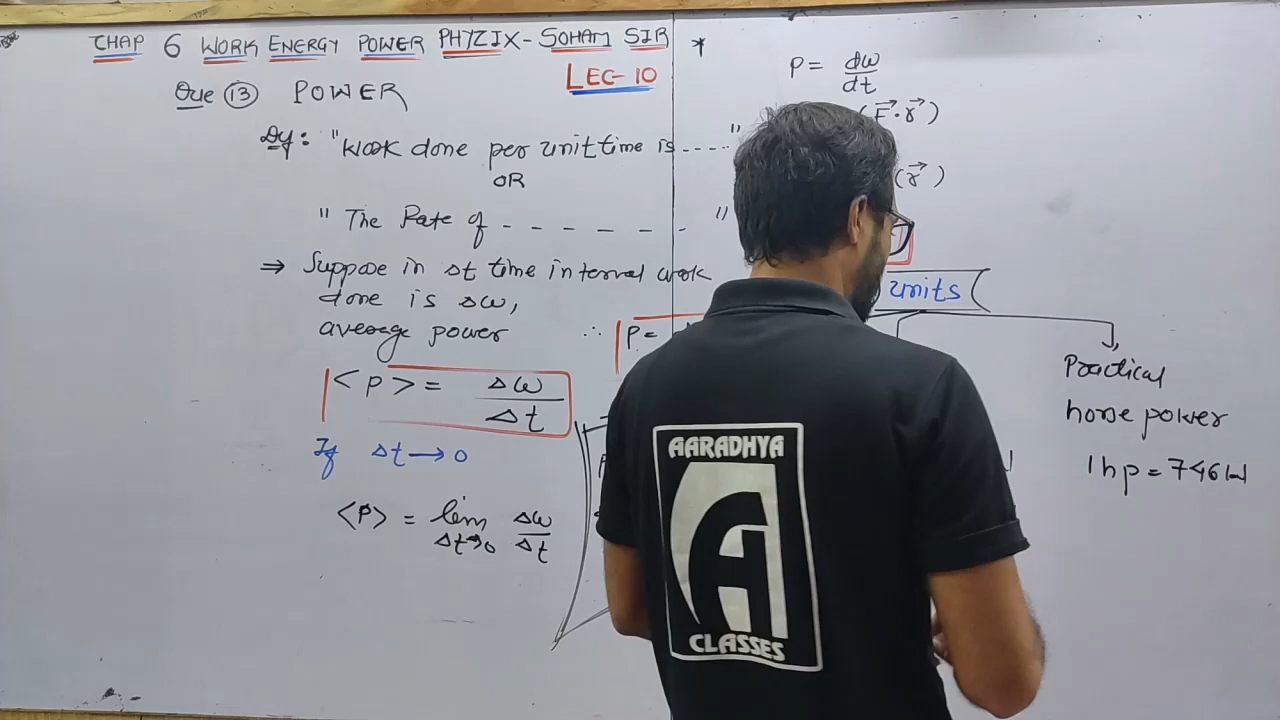 CHAP 6 WORK ENERGY POWER PHYZIX - SOHAM SIR *
LEC-10
Que 13 POWER
Def: "Work done per unit time is ----"
OR
" The Rate of - - - - - - "
⇒ Suppose in Δt time interval work
done is Δw,
average power
<P> = Δw/Δt
If Δt → 0
<P> = lim Δt→0 Δw/Δt
∴ P =
P = dw/dt
(F⃗·r⃗)
(r⃗)
units
Practical
horse power
1hp = 746W
AARADHYA
CLASSES